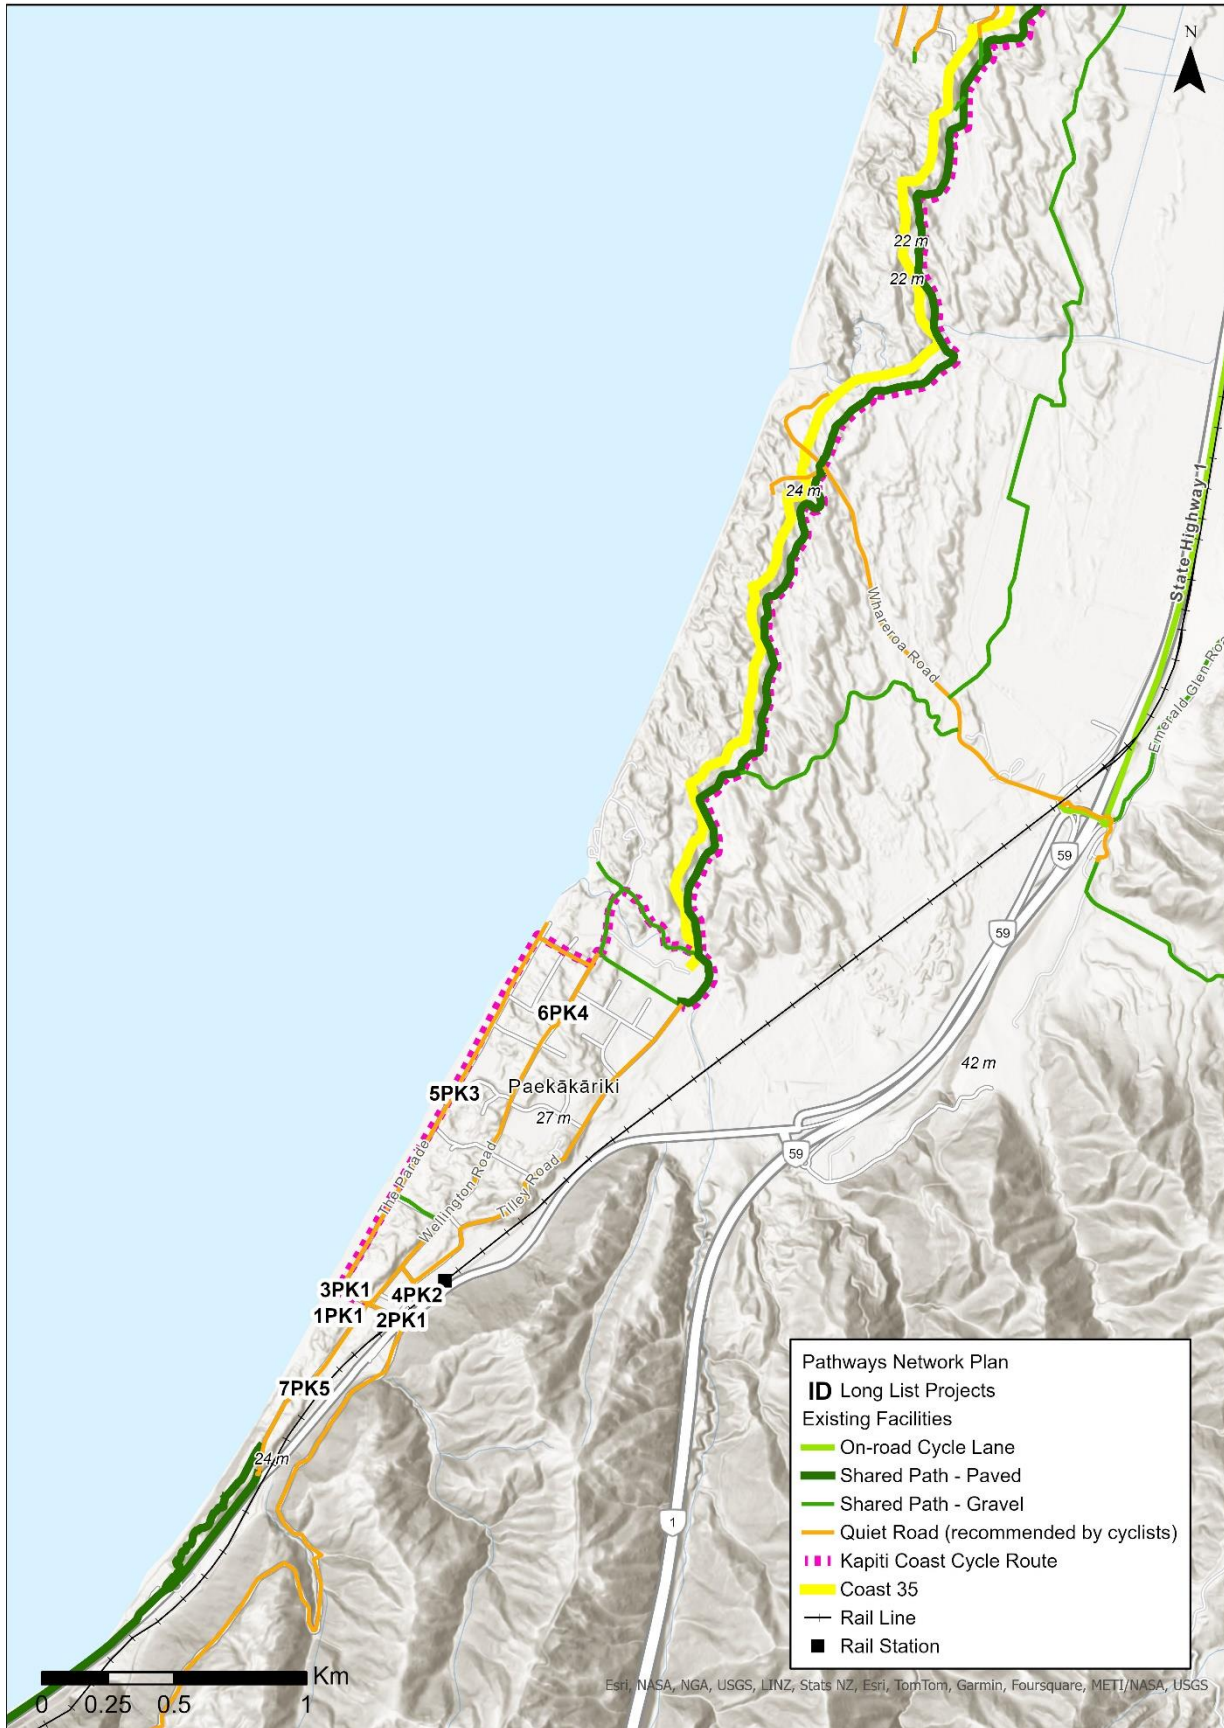 N
22 m
22 m
24 m
State Highway 1
Whareroa Road
Emerald Glen Roa
59
59
6PK4
42 m
5PK3
Paekākāriki
27 m
59
The Parade
Wellington Road
Tilley Road
3PK1
4PK2
1PK1
2PK1
7PK5
24 m
1
Pathways Network Plan
ID Long List Projects
Existing Facilities
On-road Cycle Lane
Shared Path - Paved
Shared Path - Gravel
Quiet Road (recommended by cyclists)
Kapiti Coast Cycle Route
Coast 35
Rail Line
Rail Station
Km
0 0.25 0.5 1
Esri, NASA, NGA, USGS, LINZ, Stats NZ, Esri, TomTom, Garmin, Foursquare, METI/NASA, USGS